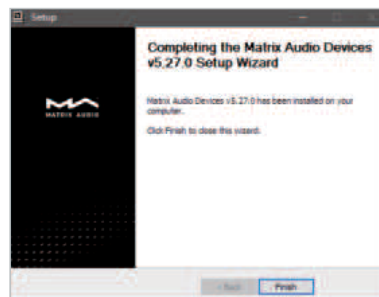 Setup
Completing the Matrix Audio Devices
v5.27.0 Setup Wizard
MATRIX AUDIO
Matrix Audio Devices v5.27.0 has been installed on your
computer.
Click Finish to close this wizard.
< Back
Finish